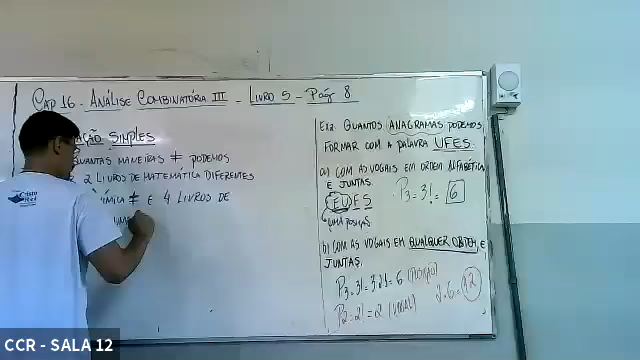 CAP 16 - ANÁLISE COMBINATÓRIA III - LIVRO 5 - PÁG 8
SIMPLES
QUANTAS MANEIRAS ≠ PODEMOS
2 LIVROS DE MATEMÁTICA DIFERENTES
≠ E 4 LIVROS DE
EX2. QUANTOS ANAGRAMAS PODEMOS
FORMAR COM A PALAVRA UFES.
A) COM AS VOGAIS EM ORDEM ALFABÉTICA
E JUNTAS.
EU F S
P3 = 3! = 6
UMA POSIÇÃO
B) COM AS VOGAIS EM QUALQUER ORDEM, E
JUNTAS.
P3 = 3! = 3.2.1 = 6 (POSIÇÃO)
P2 = 2! = 2 (VOGAL)
2.6 = 12
CCR - SALA 12